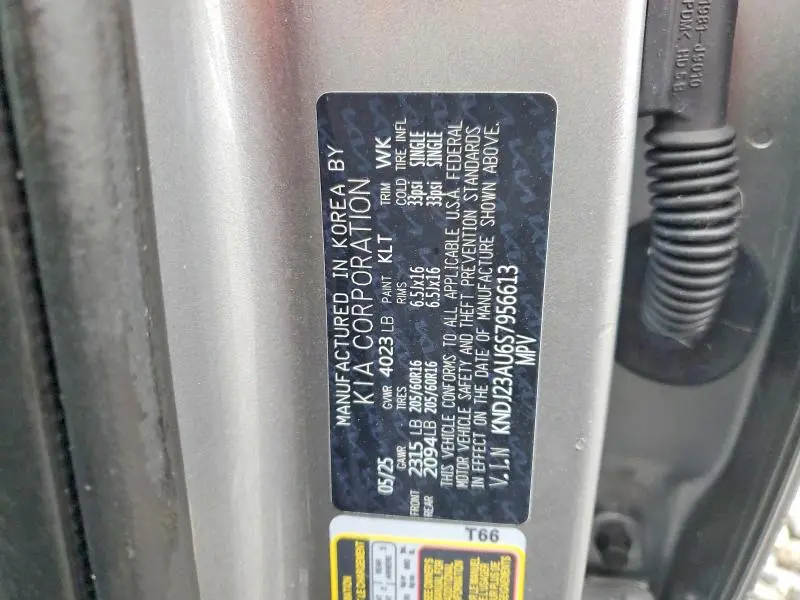 MANUFACTURED IN KOREA BY
KIA CORPORATION
05/25 GVWR 4023 LB PAINT KLT TRIM WK
GAWR TIRES RIMS COLD TIRE INFL
FRONT 2315 LB 205/60R16 6.5Jx16 33psi SINGLE
REAR 2094 LB 205/60R16 6.5Jx16 33psi SINGLE
THIS VEHICLE CONFORMS TO ALL APPLICABLE U.S.A. FEDERAL
MOTOR VEHICLE SAFETY AND THEFT PREVENTION STANDARDS
IN EFFECT ON THE DATE OF MANUFACTURE SHOWN ABOVE.
V.I.N KNDJ23AU6S7956613
MPV
T66